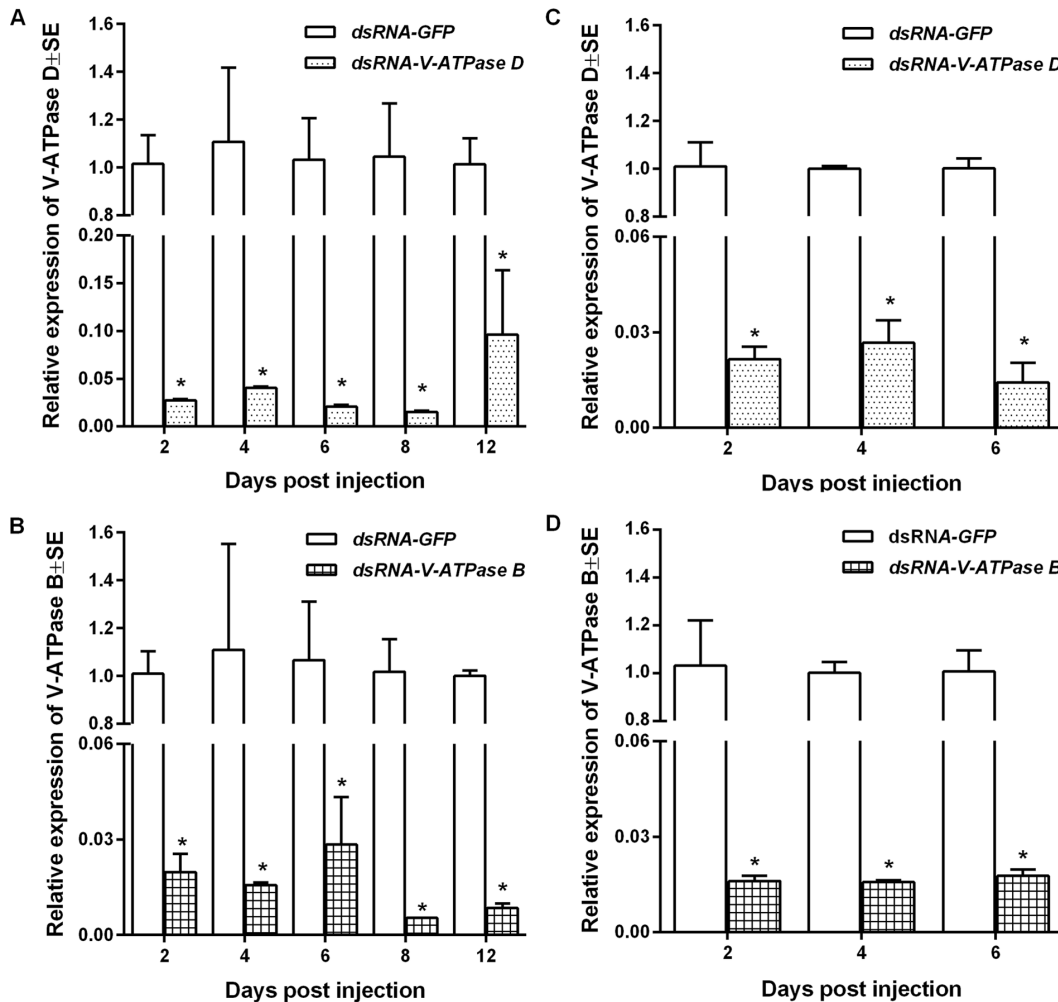 A
Relative expression of V-ATPase D±SE
1.6
1.4
1.2
1.0
0.8
0.20
0.15
0.10
0.05
0.00
dsRNA-GFP
dsRNA-V-ATPase D
*
*
*
*
*
2 4 6 8 12
Days post injection
C
Relative expression of V-ATPase D±SE
1.6
1.4
1.2
1.0
0.8
0.06
0.03
0.00
dsRNA-GFP
dsRNA-V-ATPase D
*
*
*
2 4 6
Days post injection
B
Relative expression of V-ATPase B±SE
1.6
1.4
1.2
1.0
0.8
0.06
0.03
0.00
dsRNA-GFP
dsRNA-V-ATPase B
*
*
*
*
*
2 4 6 8 12
Days post injection
D
Relative expression of V-ATPase B±SE
1.6
1.4
1.2
1.0
0.8
0.06
0.03
0.00
dsRNA-GFP
dsRNA-V-ATPase B
*
*
*
2 4 6
Days post injection